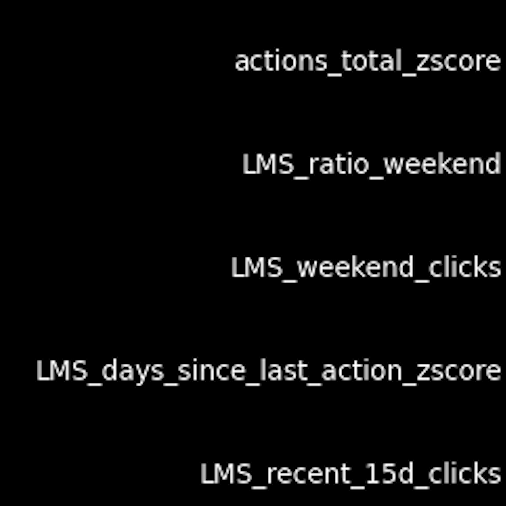 actions_total_zscore
LMS_ratio_weekend
LMS_weekend_clicks
LMS_days_since_last_action_zscore
LMS_recent_15d_clicks